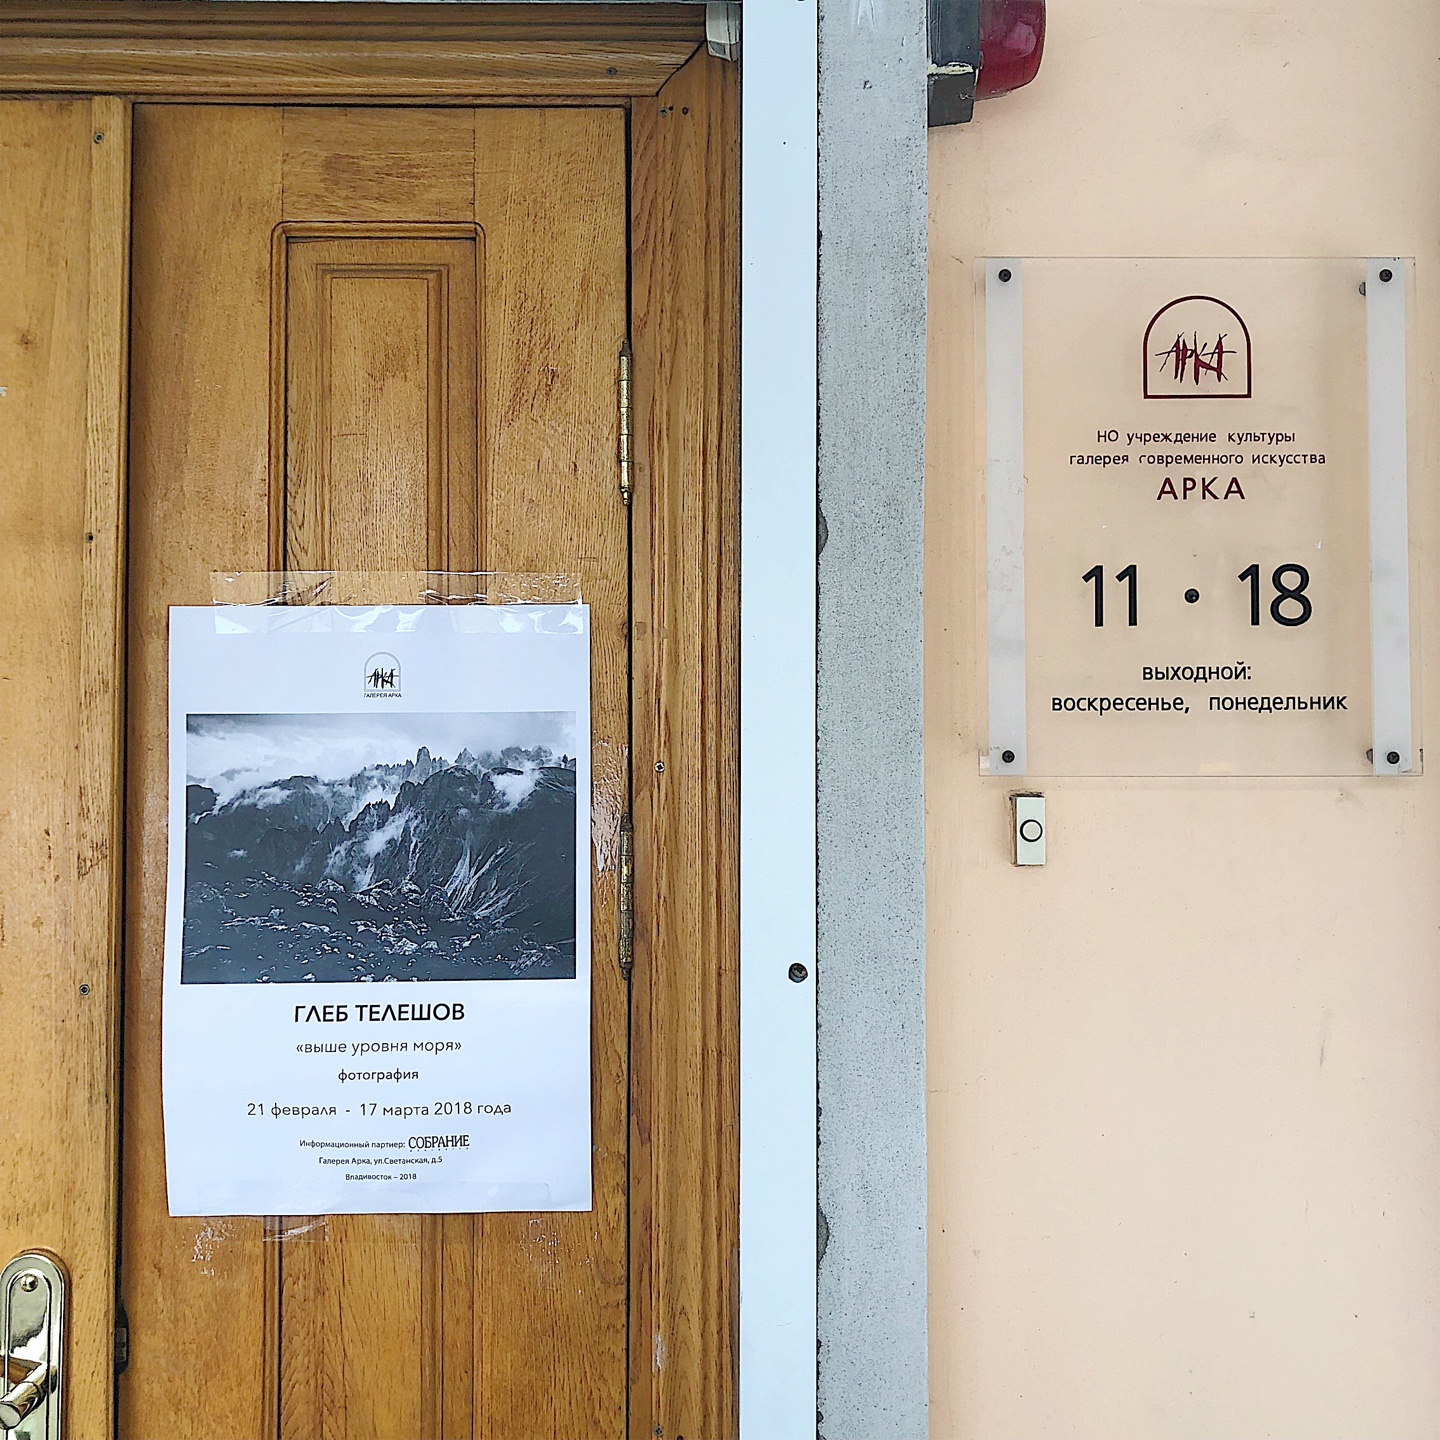 АРКА
ГАЛЕРЕЯ АРКА
ГЛЕБ ТЕЛЕШОВ
«выше уровня моря»
фотография
21 февраля - 17 марта 2018 года
Информационный партнер: СОБРАНИЕ
Галерея Арка, ул.Светанская, д.5
Владивосток – 2018
АРКА
НО учреждение культуры
галерея современного искусства
АРКА
11 • 18
выходной:
воскресенье, понедельник